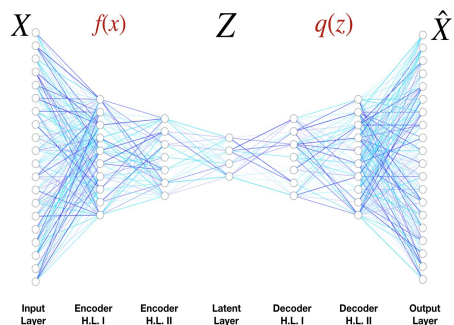 X f(x) Z q(z) X̂
Input Encoder Encoder Latent Decoder Decoder Output
Layer H.L. I H.L. II Layer H.L. I H.L. II Layer